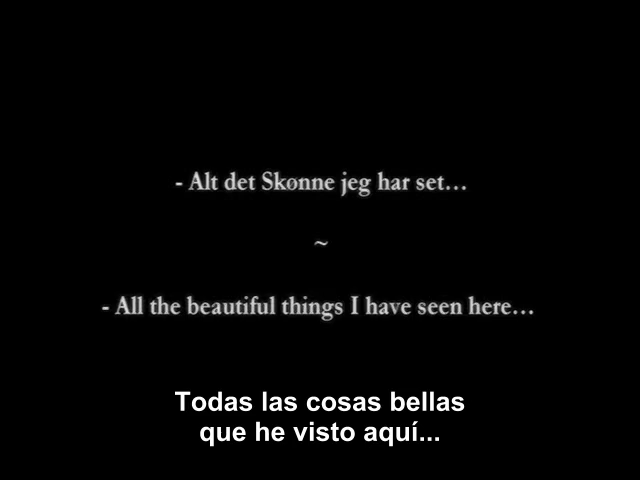 - Alt det Skønne jeg har set...
~
- All the beautiful things I have seen here...
Todas las cosas bellas
que he visto aquí...